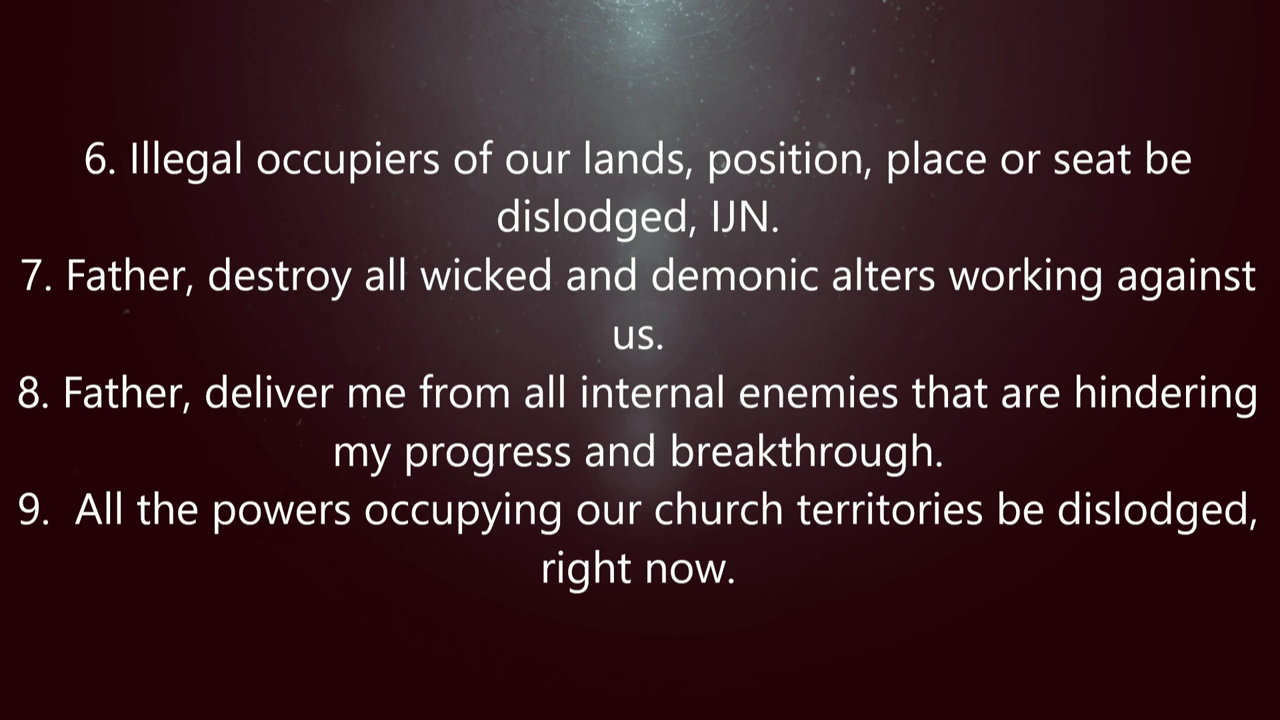 6. Illegal occupiers of our lands, position, place or seat be
dislodged, IJN.
7. Father, destroy all wicked and demonic alters working against
us.
8. Father, deliver me from all internal enemies that are hindering
my progress and breakthrough.
9.  All the powers occupying our church territories be dislodged,
right now.